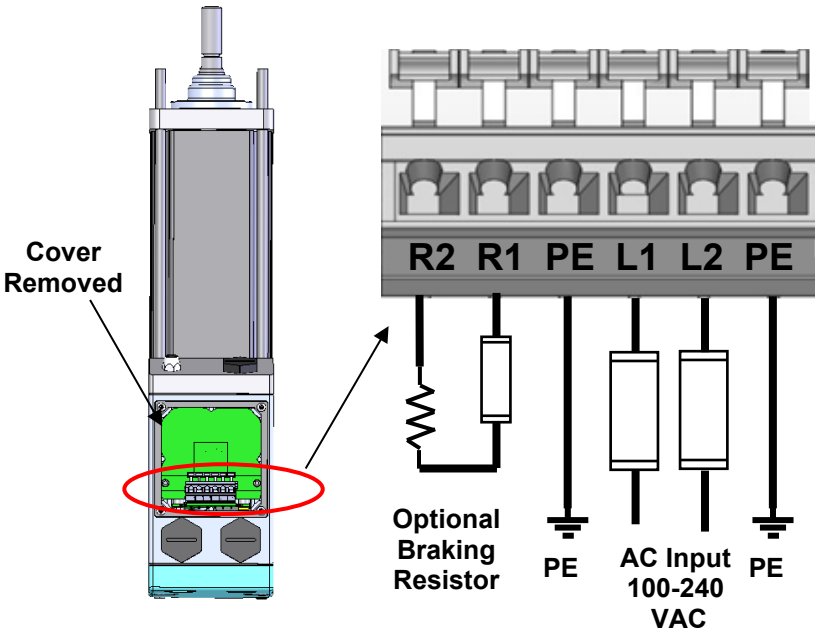 Cover
Removed
R2 R1 PE L1 L2 PE
Optional
Braking
Resistor
PE
AC Input
100-240
VAC
PE